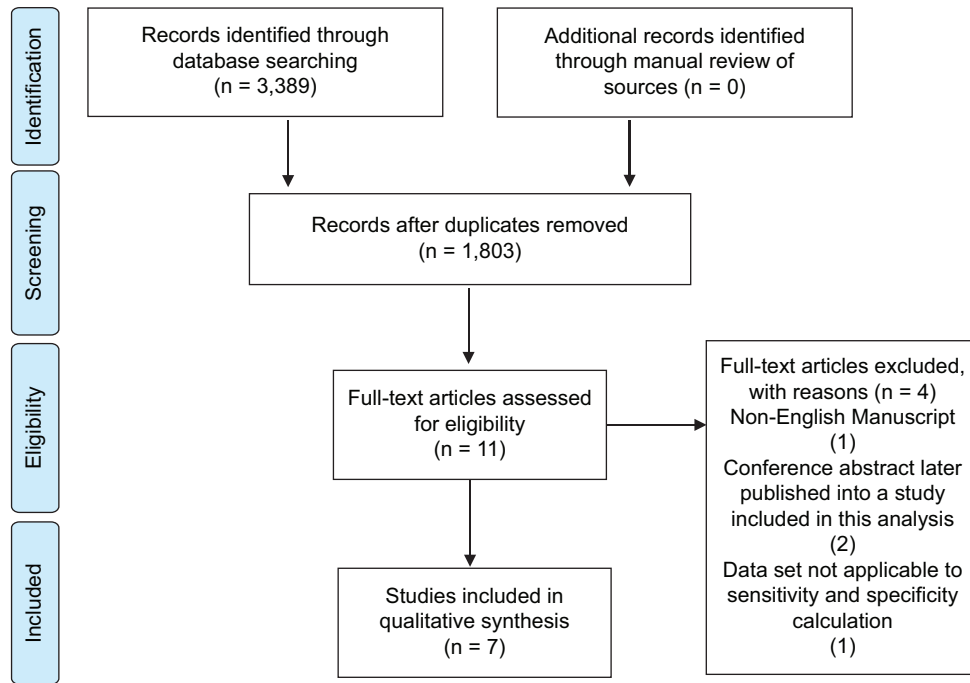 Identification
Records identified through
database searching
(n = 3,389)
Additional records identified
through manual review of
sources (n = 0)
Screening
Records after duplicates removed
(n = 1,803)
Eligibility
Full-text articles assessed
for eligibility
(n = 11)
Full-text articles excluded,
with reasons (n = 4)
Non-English Manuscript
(1)
Conference abstract later
published into a study
included in this analysis
(2)
Data set not applicable to
sensitivity and specificity
calculation
(1)
Included
Studies included in
qualitative synthesis
(n = 7)